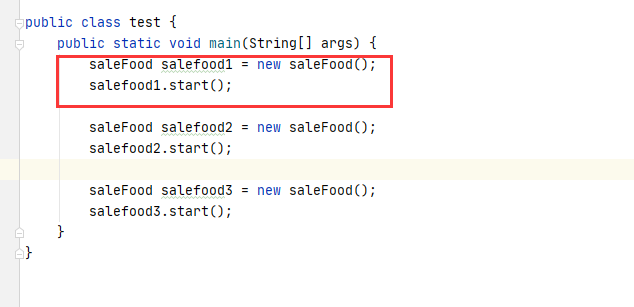 public class test {
    public static void main(String[] args) {
        saleFood salefood1 = new saleFood();
        salefood1.start();
        saleFood salefood2 = new saleFood();
        salefood2.start();
        saleFood salefood3 = new saleFood();
        salefood3.start();
    }
}